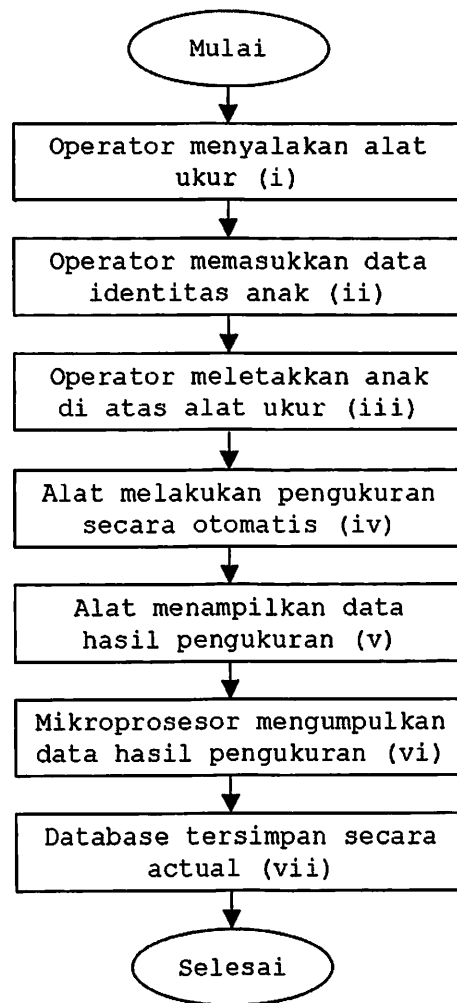 Mulai
Operator menyalakan alat
ukur (i)
Operator memasukkan data
identitas anak (ii)
Operator meletakkan anak
di atas alat ukur (iii)
Alat melakukan pengukuran
secara otomatis (iv)
Alat menampilkan data
hasil pengukuran (v)
Mikroprosesor mengumpulkan
data hasil pengukuran (vi)
Database tersimpan secara
actual (vii)
Selesai